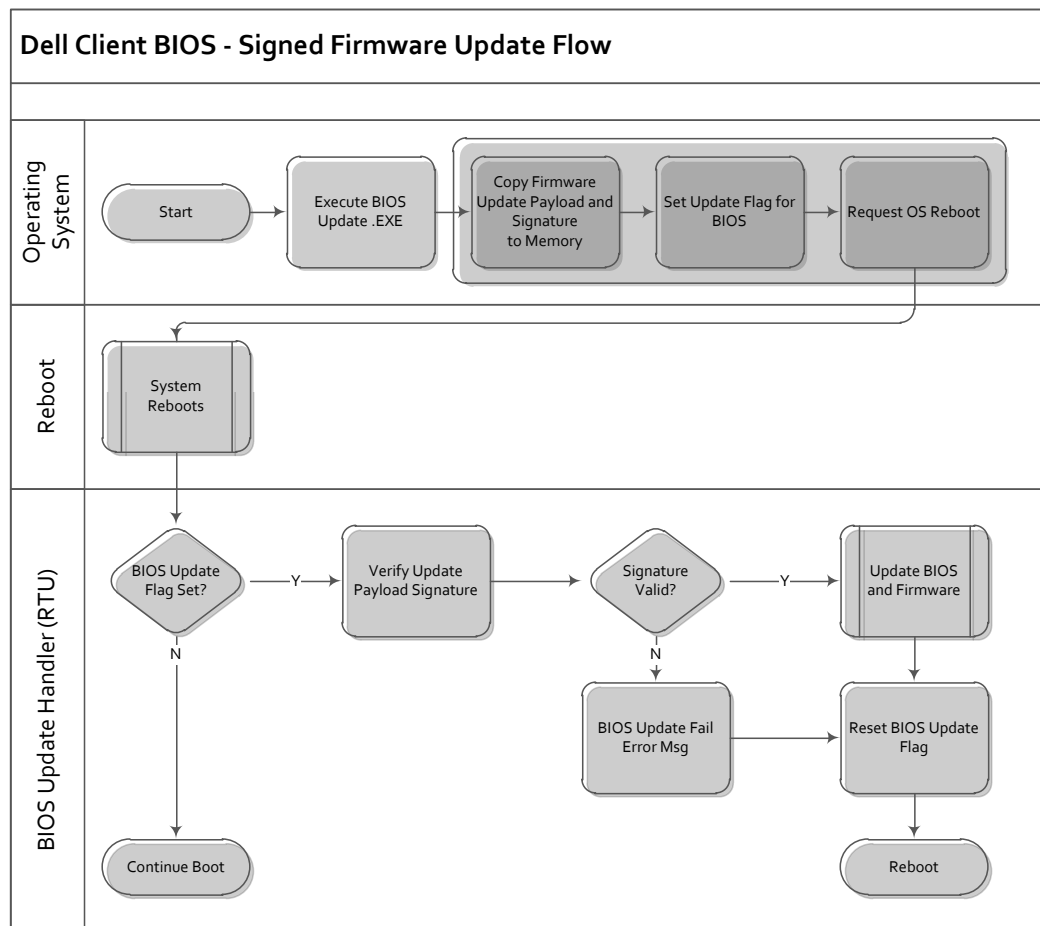 Dell Client BIOS - Signed Firmware Update Flow
Operating
System
Start
Execute BIOS
Update .EXE
Copy Firmware
Update Payload and
Signature
to Memory
Set Update Flag for
BIOS
Request OS Reboot
Reboot
System
Reboots
BIOS Update Handler (RTU)
BIOS Update
Flag Set?
Y
Verify Update
Payload Signature
Signature
Valid?
Y
Update BIOS
and Firmware
N
N
BIOS Update Fail
Error Msg
Reset BIOS Update
Flag
Continue Boot
Reboot